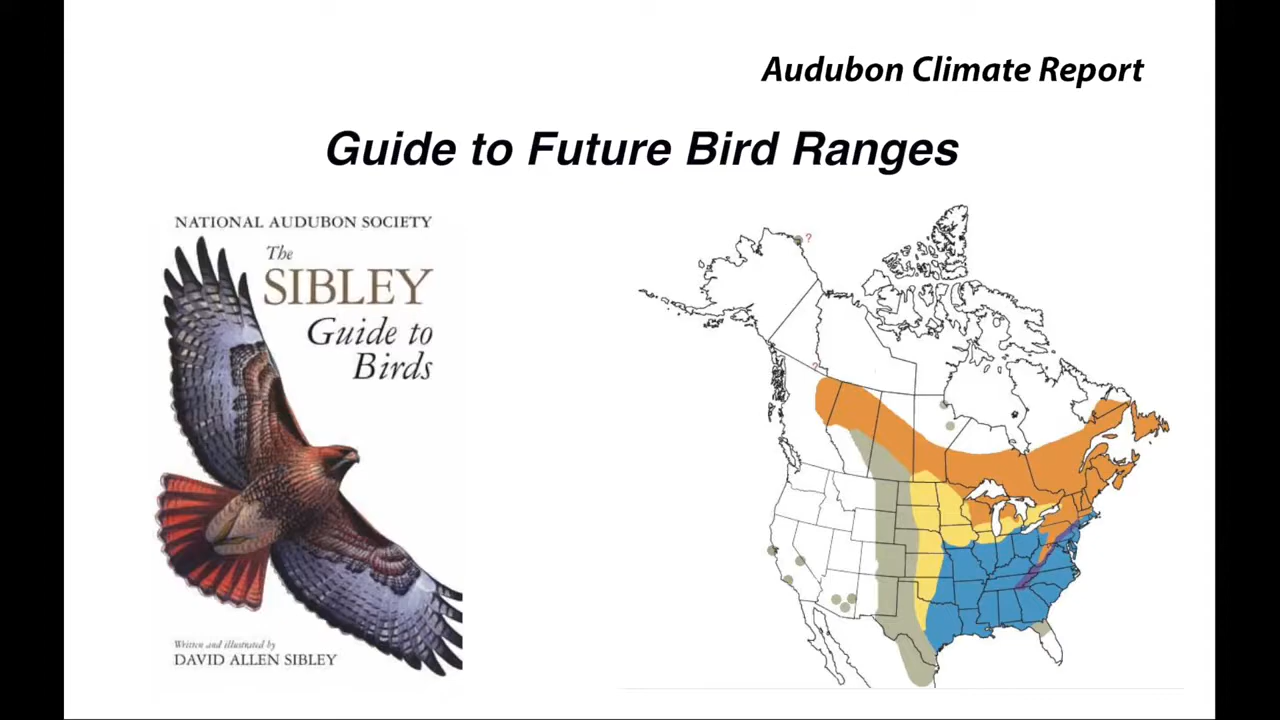 Audubon Climate Report
Guide to Future Bird Ranges
NATIONAL AUDUBON SOCIETY
The
SIBLEY
Guide to
Birds
Written and illustrated by
DAVID ALLEN SIBLEY
?
?